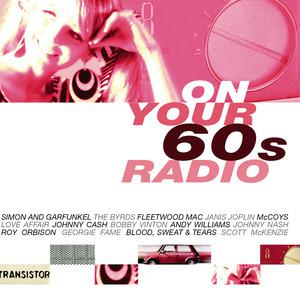 ON
YOUR
60s
RADIO
SIMON AND GARFUNKEL THE BYRDS FLEETWOOD MAC JANIS JOPLIN McCOYS
LOVE AFFAIR JOHNNY CASH BOBBY VINTON ANDY WILLIAMS JOHNNY NASH
ROY ORBISON GEORGIE FAME BLOOD, SWEAT & TEARS SCOTT McKENZIE
TRANSISTOR